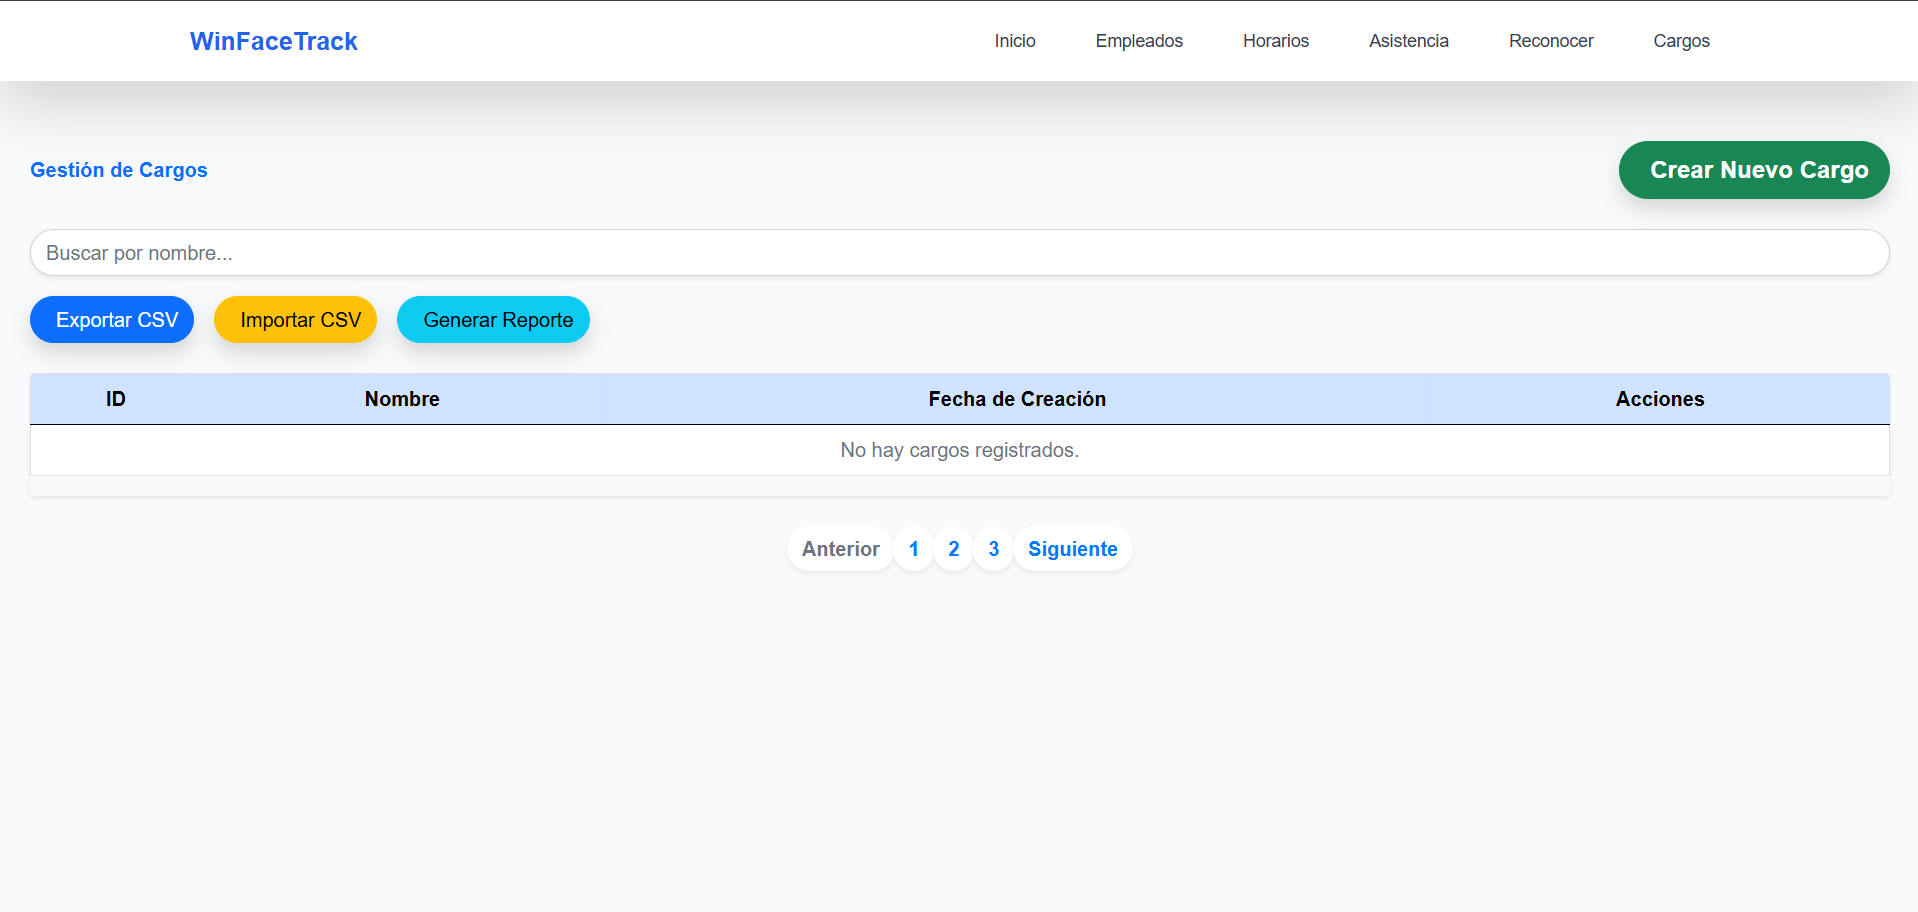 WinFaceTrack Inicio Empleados Horarios Asistencia Reconocer Cargos
Gestión de Cargos Crear Nuevo Cargo
Buscar por nombre...
Exportar CSV Importar CSV Generar Reporte
ID Nombre Fecha de Creación Acciones
No hay cargos registrados.
Anterior 1 2 3 Siguiente